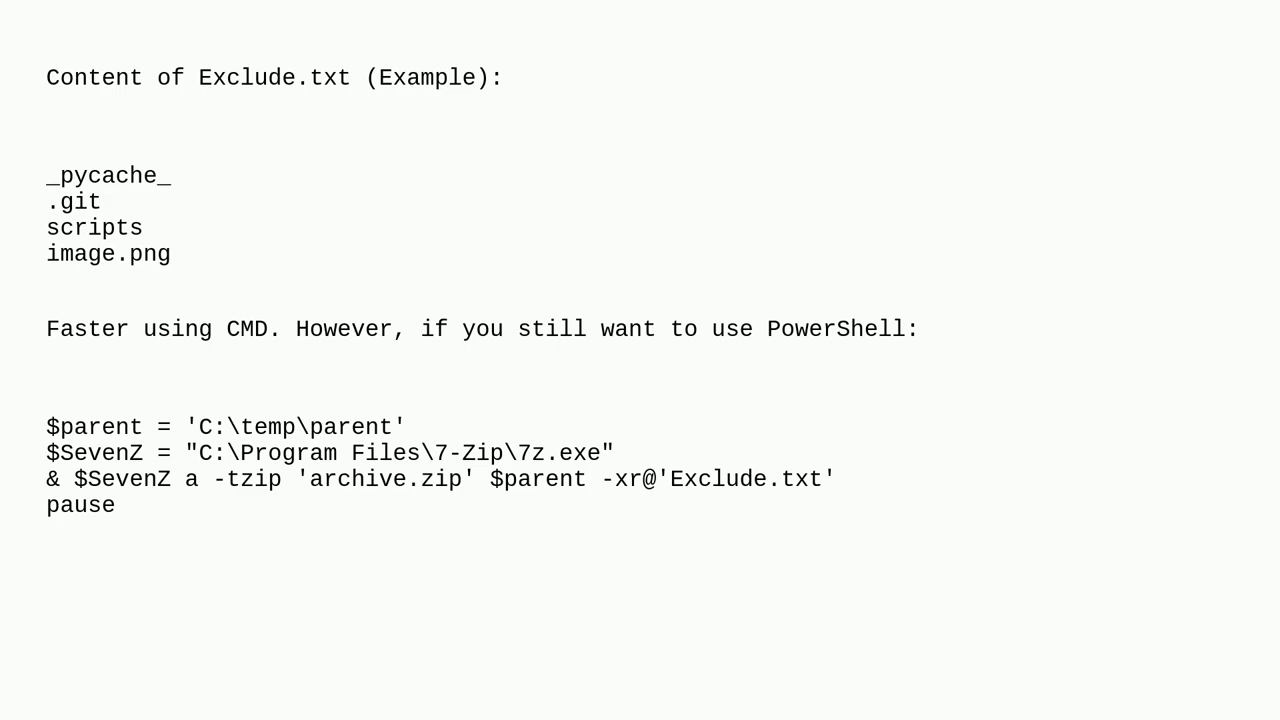 Content of Exclude.txt (Example):
_pycache_
.git
scripts
image.png
Faster using CMD. However, if you still want to use PowerShell:
$parent = 'C:\temp\parent'
$SevenZ = "C:\Program Files\7-Zip\7z.exe"
& $SevenZ a -tzip 'archive.zip' $parent -xr@'Exclude.txt'
pause